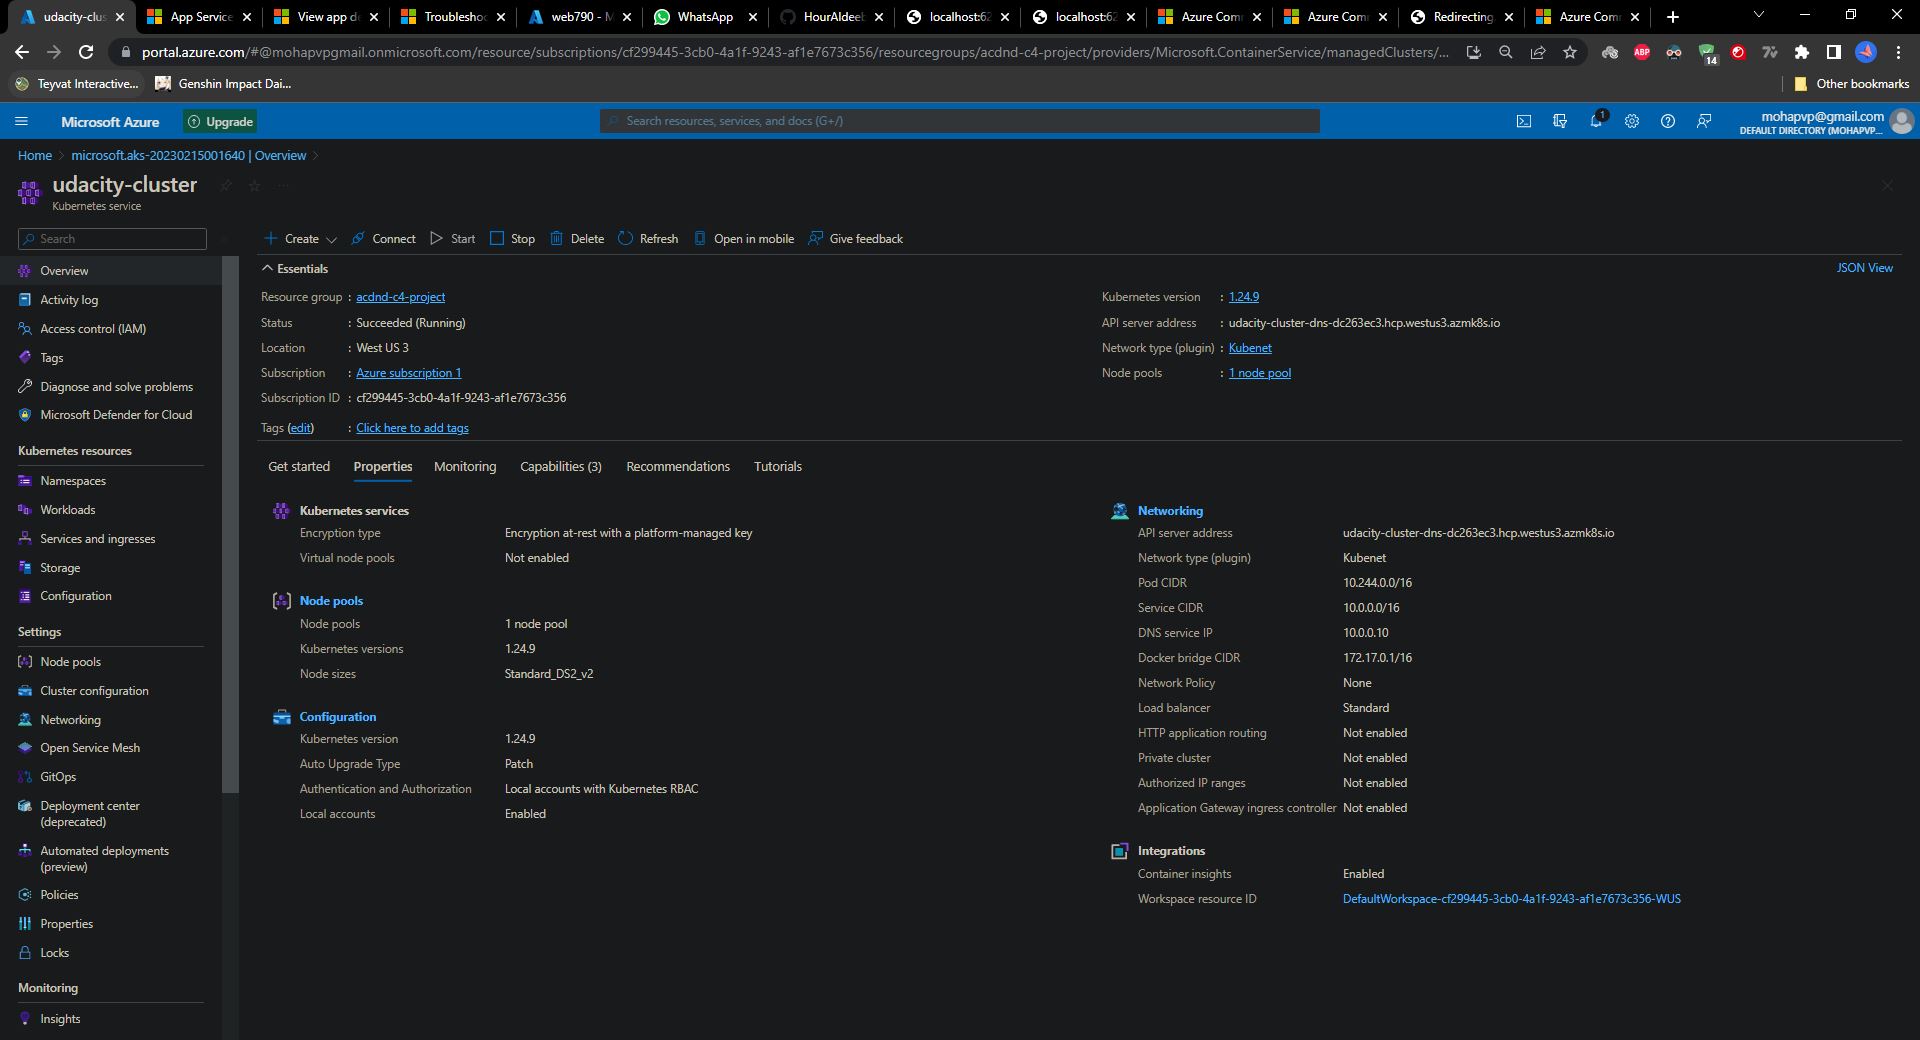 udacity-clus
App Service
View app de
Troubleshoo
web790 - M
WhatsApp
HourAldeeb
localhost:62
localhost:62
Azure Com
Azure Com
Redirecting
Azure Com
portal.azure.com/#@mohapvpgmail.onmicrosoft.com/resource/subscriptions/cf299445-3cb0-4a1f-9243-af1e7673c356/resourcegroups/acdnd-c4-project/providers/Microsoft.ContainerService/managedClusters/...
ABP
14
Teyvat Interactive...
Genshin Impact Dai...
Other bookmarks
Microsoft Azure
Upgrade
Search resources, services, and docs (G+/)
1
mohapvp@gmail.com
DEFAULT DIRECTORY (MOHAPVP...
Home > microsoft.aks-20230215001640 | Overview >
udacity-cluster
Kubernetes service
Search
Create
Connect
Start
Stop
Delete
Refresh
Open in mobile
Give feedback
Overview
Activity log
Access control (IAM)
Tags
Diagnose and solve problems
Microsoft Defender for Cloud
Kubernetes resources
Namespaces
Workloads
Services and ingresses
Storage
Configuration
Settings
Node pools
Cluster configuration
Networking
Open Service Mesh
GitOps
Deployment center
(deprecated)
Automated deployments
(preview)
Policies
Properties
Locks
Monitoring
Insights
Essentials
JSON View
Resource group : acdnd-c4-project
Status : Succeeded (Running)
Location : West US 3
Subscription : Azure subscription 1
Subscription ID : cf299445-3cb0-4a1f-9243-af1e7673c356
Tags (edit) : Click here to add tags
Kubernetes version : 1.24.9
API server address : udacity-cluster-dns-dc263ec3.hcp.westus3.azmk8s.io
Network type (plugin) : Kubenet
Node pools : 1 node pool
Get started
Properties
Monitoring
Capabilities (3)
Recommendations
Tutorials
Kubernetes services
Encryption type Encryption at-rest with a platform-managed key
Virtual node pools Not enabled
Node pools
Node pools 1 node pool
Kubernetes versions 1.24.9
Node sizes Standard_DS2_v2
Configuration
Kubernetes version 1.24.9
Auto Upgrade Type Patch
Authentication and Authorization Local accounts with Kubernetes RBAC
Local accounts Enabled
Networking
API server address udacity-cluster-dns-dc263ec3.hcp.westus3.azmk8s.io
Network type (plugin) Kubenet
Pod CIDR 10.244.0.0/16
Service CIDR 10.0.0.0/16
DNS service IP 10.0.0.10
Docker bridge CIDR 172.17.0.1/16
Network Policy None
Load balancer Standard
HTTP application routing Not enabled
Private cluster Not enabled
Authorized IP ranges Not enabled
Application Gateway ingress controller Not enabled
Integrations
Container insights Enabled
Workspace resource ID DefaultWorkspace-cf299445-3cb0-4a1f-9243-af1e7673c356-WUS